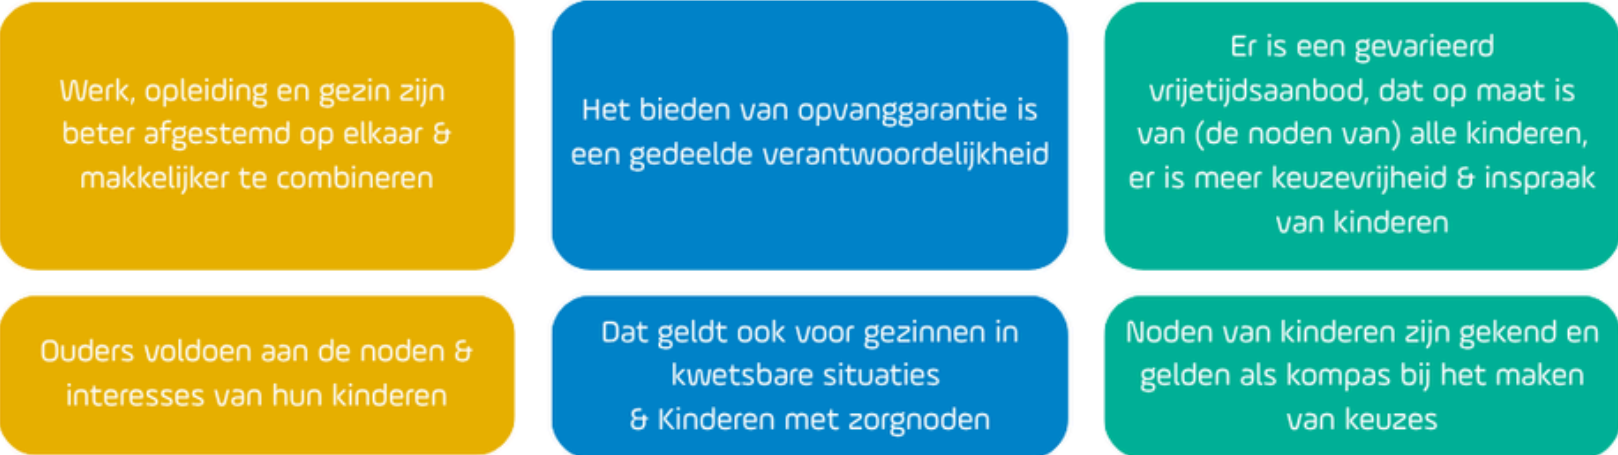 Werk, opleiding en gezin zijn
beter afgestemd op elkaar &
makkelijker te combineren
Het bieden van opvanggarantie is
een gedeelde verantwoordelijkheid
Er is een gevarieerd
vrijetijdsaanbod, dat op maat is
van (de noden van) alle kinderen,
er is meer keuzevrijheid & inspraak
van kinderen
Ouders voldoen aan de noden &
interesses van hun kinderen
Dat geldt ook voor gezinnen in
kwetsbare situaties
& Kinderen met zorgnoden
Noden van kinderen zijn gekend en
gelden als kompas bij het maken
van keuzes